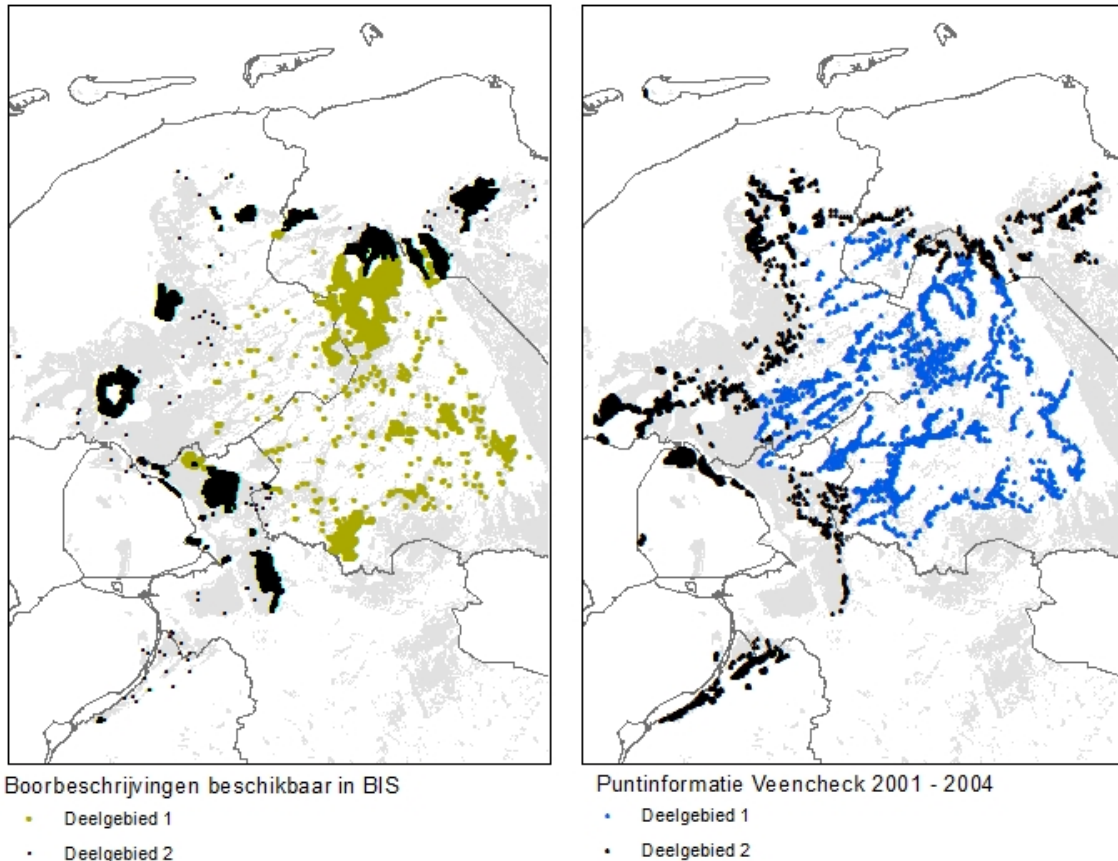 Boorbeschrijvingen beschikbaar in BIS
Deelgebied 1
Deelgebied 2
Puntinformatie Veencheck 2001 - 2004
Deelgebied 1
Deelgebied 2